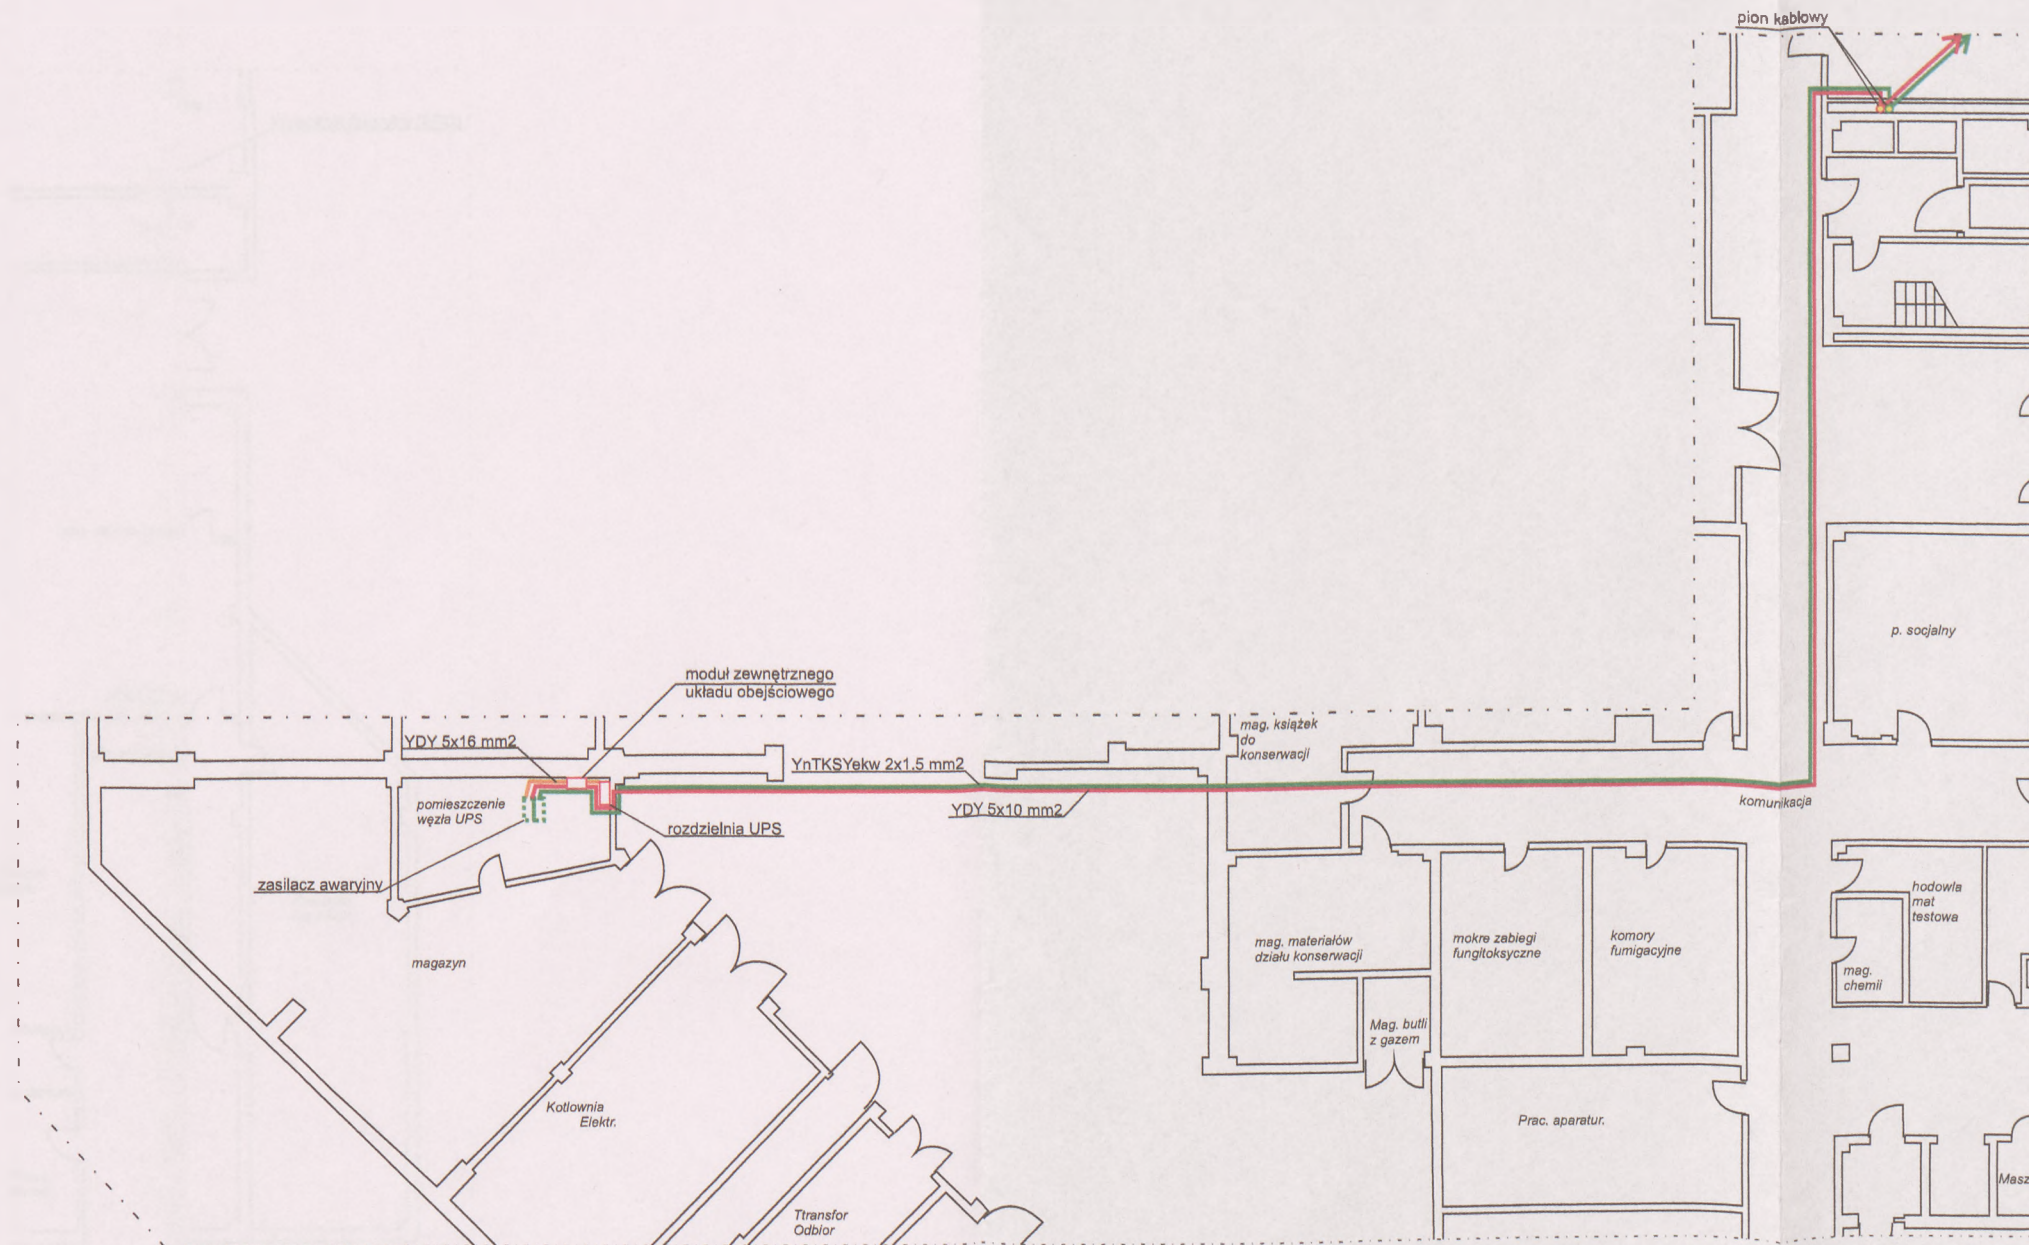 pion kablowy
p. socjalny
moduł zewnętrznego
układu obejściowego
mag. książek
do
konserwacji
YDY 5x16 mm2
YnTKSYekw 2x1.5 mm2
YDY 5x10 mm2
komunikacja
pomieszczenie
węzła UPS
rozdzielnia UPS
zasilacz awaryjny
magazyn
mag. materiałów
działu konserwacji
mokre zabiegi
fungitoksyczne
komory
fumigacyjne
hodowla
mat
testowa
mag.
chemii
Mag. butli
z gazem
Kotlownia
Elektr.
Prac. aparatur.
Masz
Ttransfor
Odbior